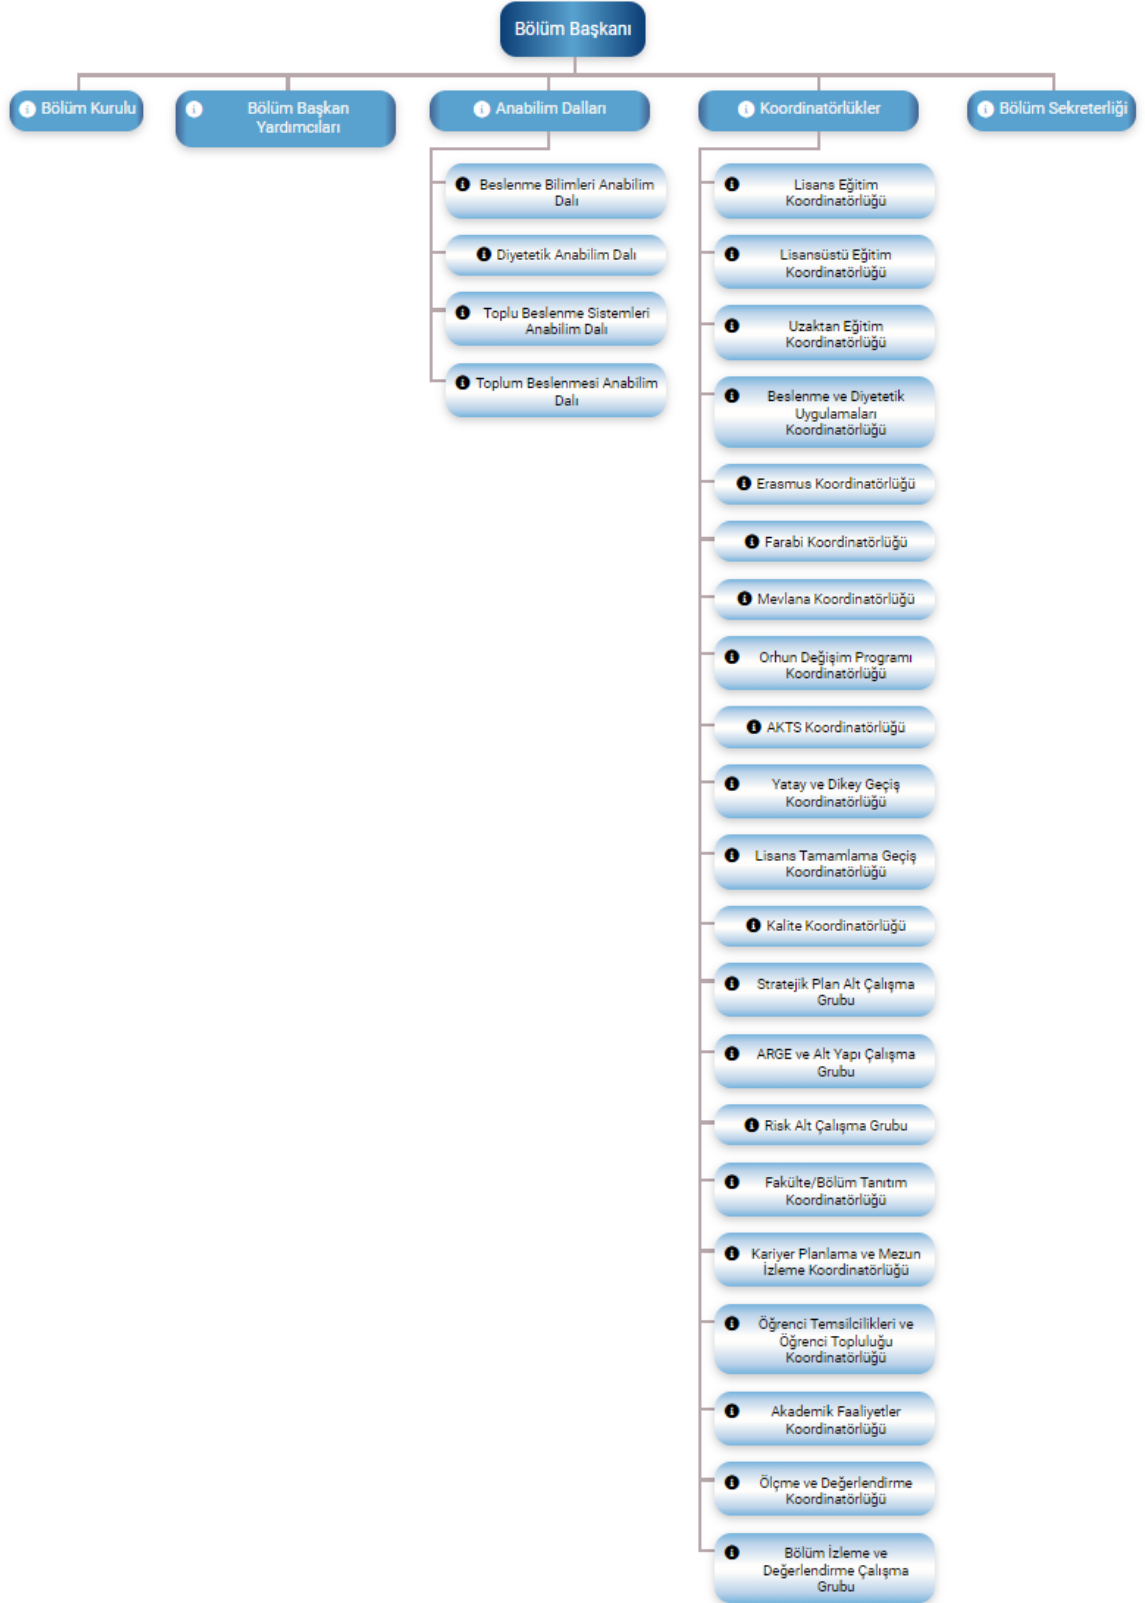 Bölüm Başkanı
Bölüm Kurulu
Bölüm Başkan
Yardımcıları
Anabilim Dalları
Koordinatörlükler
Bölüm Sekreterliği
Beslenme Bilimleri Anabilim
Dalı
Diyetetik Anabilim Dalı
Toplu Beslenme Sistemleri
Anabilim Dalı
Toplum Beslenmesi Anabilim
Dalı
Lisans Eğitim
Koordinatörlüğü
Lisansüstü Eğitim
Koordinatörlüğü
Uzaktan Eğitim
Koordinatörlüğü
Beslenme ve Diyetetik
Uygulamaları
Koordinatörlüğü
Erasmus Koordinatörlüğü
Farabi Koordinatörlüğü
Mevlana Koordinatörlüğü
Orhun Değişim Programı
Koordinatörlüğü
AKTS Koordinatörlüğü
Yatay ve Dikey Geçiş
Koordinatörlüğü
Lisans Tamamlama Geçiş
Koordinatörlüğü
Kalite Koordinatörlüğü
Stratejik Plan Alt Çalışma
Grubu
ARGE ve Alt Yapı Çalışma
Grubu
Risk Alt Çalışma Grubu
Fakülte/Bölüm Tanıtım
Koordinatörlüğü
Kariyer Planlama ve Mezun
İzleme Koordinatörlüğü
Öğrenci Temsilcilikleri ve
Öğrenci Topluluğu
Koordinatörlüğü
Akademik Faaliyetler
Koordinatörlüğü
Ölçme ve Değerlendirme
Koordinatörlüğü
Bölüm İzleme ve
Değerlendirme Çalışma
Grubu